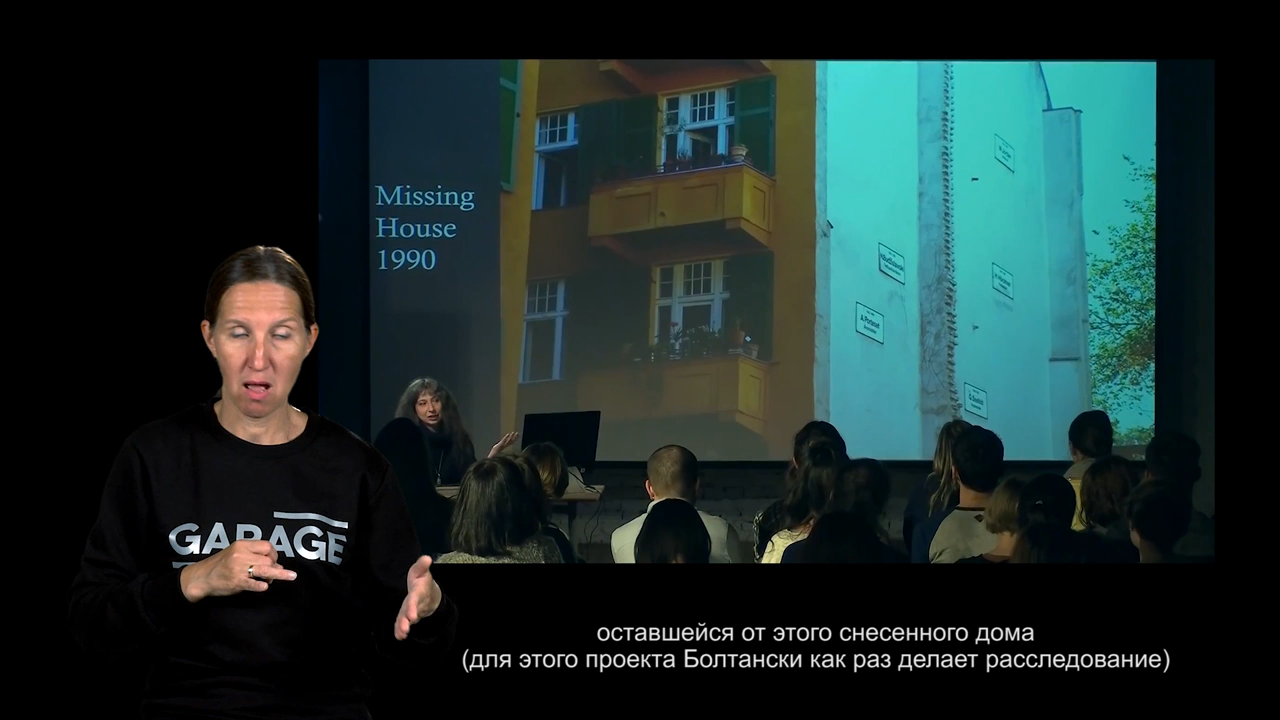 Missing
House
1990
GARAGE
оставшейся от этого снесенного дома
(для этого проекта Болтански как раз делает расследование)